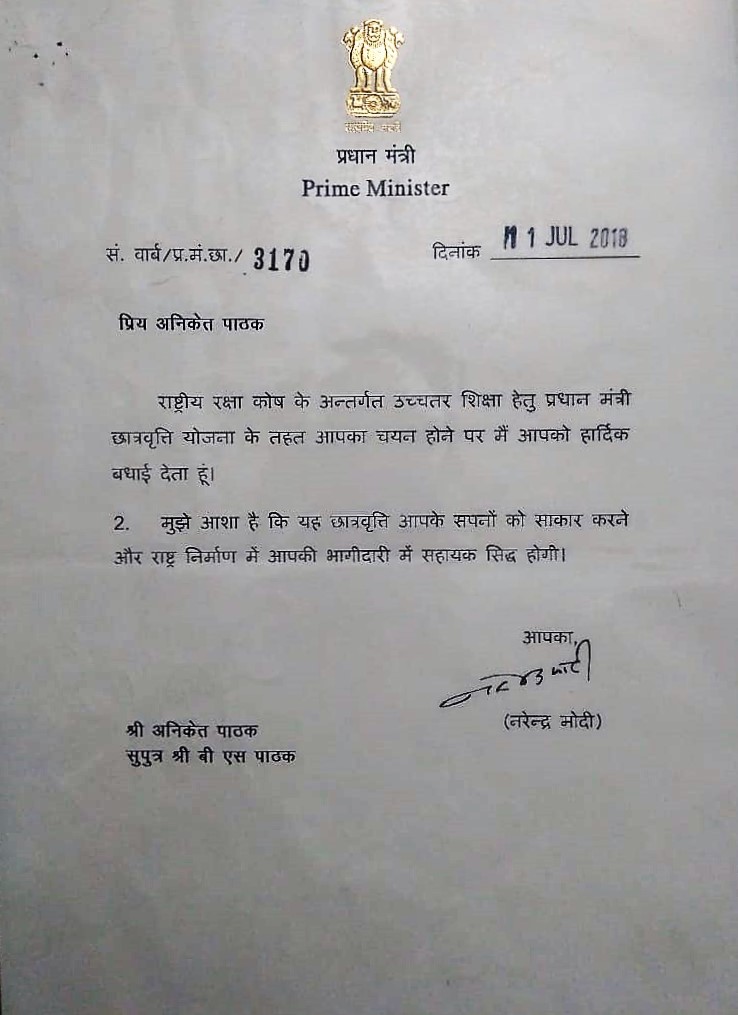 सत्यमेव जयते
प्रधान मंत्री
Prime Minister
सं. वार्ब/प्र.मं.छा./ 3170
दिनांक 1 JUL 2018
प्रिय अनिकेत पाठक
राष्ट्रीय रक्षा कोष के अन्तर्गत उच्चतर शिक्षा हेतु प्रधान मंत्री
छात्रवृत्ति योजना के तहत आपका चयन होने पर मैं आपको हार्दिक
बधाई देता हूं।
2. मुझे आशा है कि यह छात्रवृत्ति आपके सपनों को साकार करने
और राष्ट्र निर्माण में आपकी भागीदारी में सहायक सिद्ध होगी।
आपका,
(नरेन्द्र मोदी)
श्री अनिकेत पाठक
सुपुत्र श्री बी एस पाठक